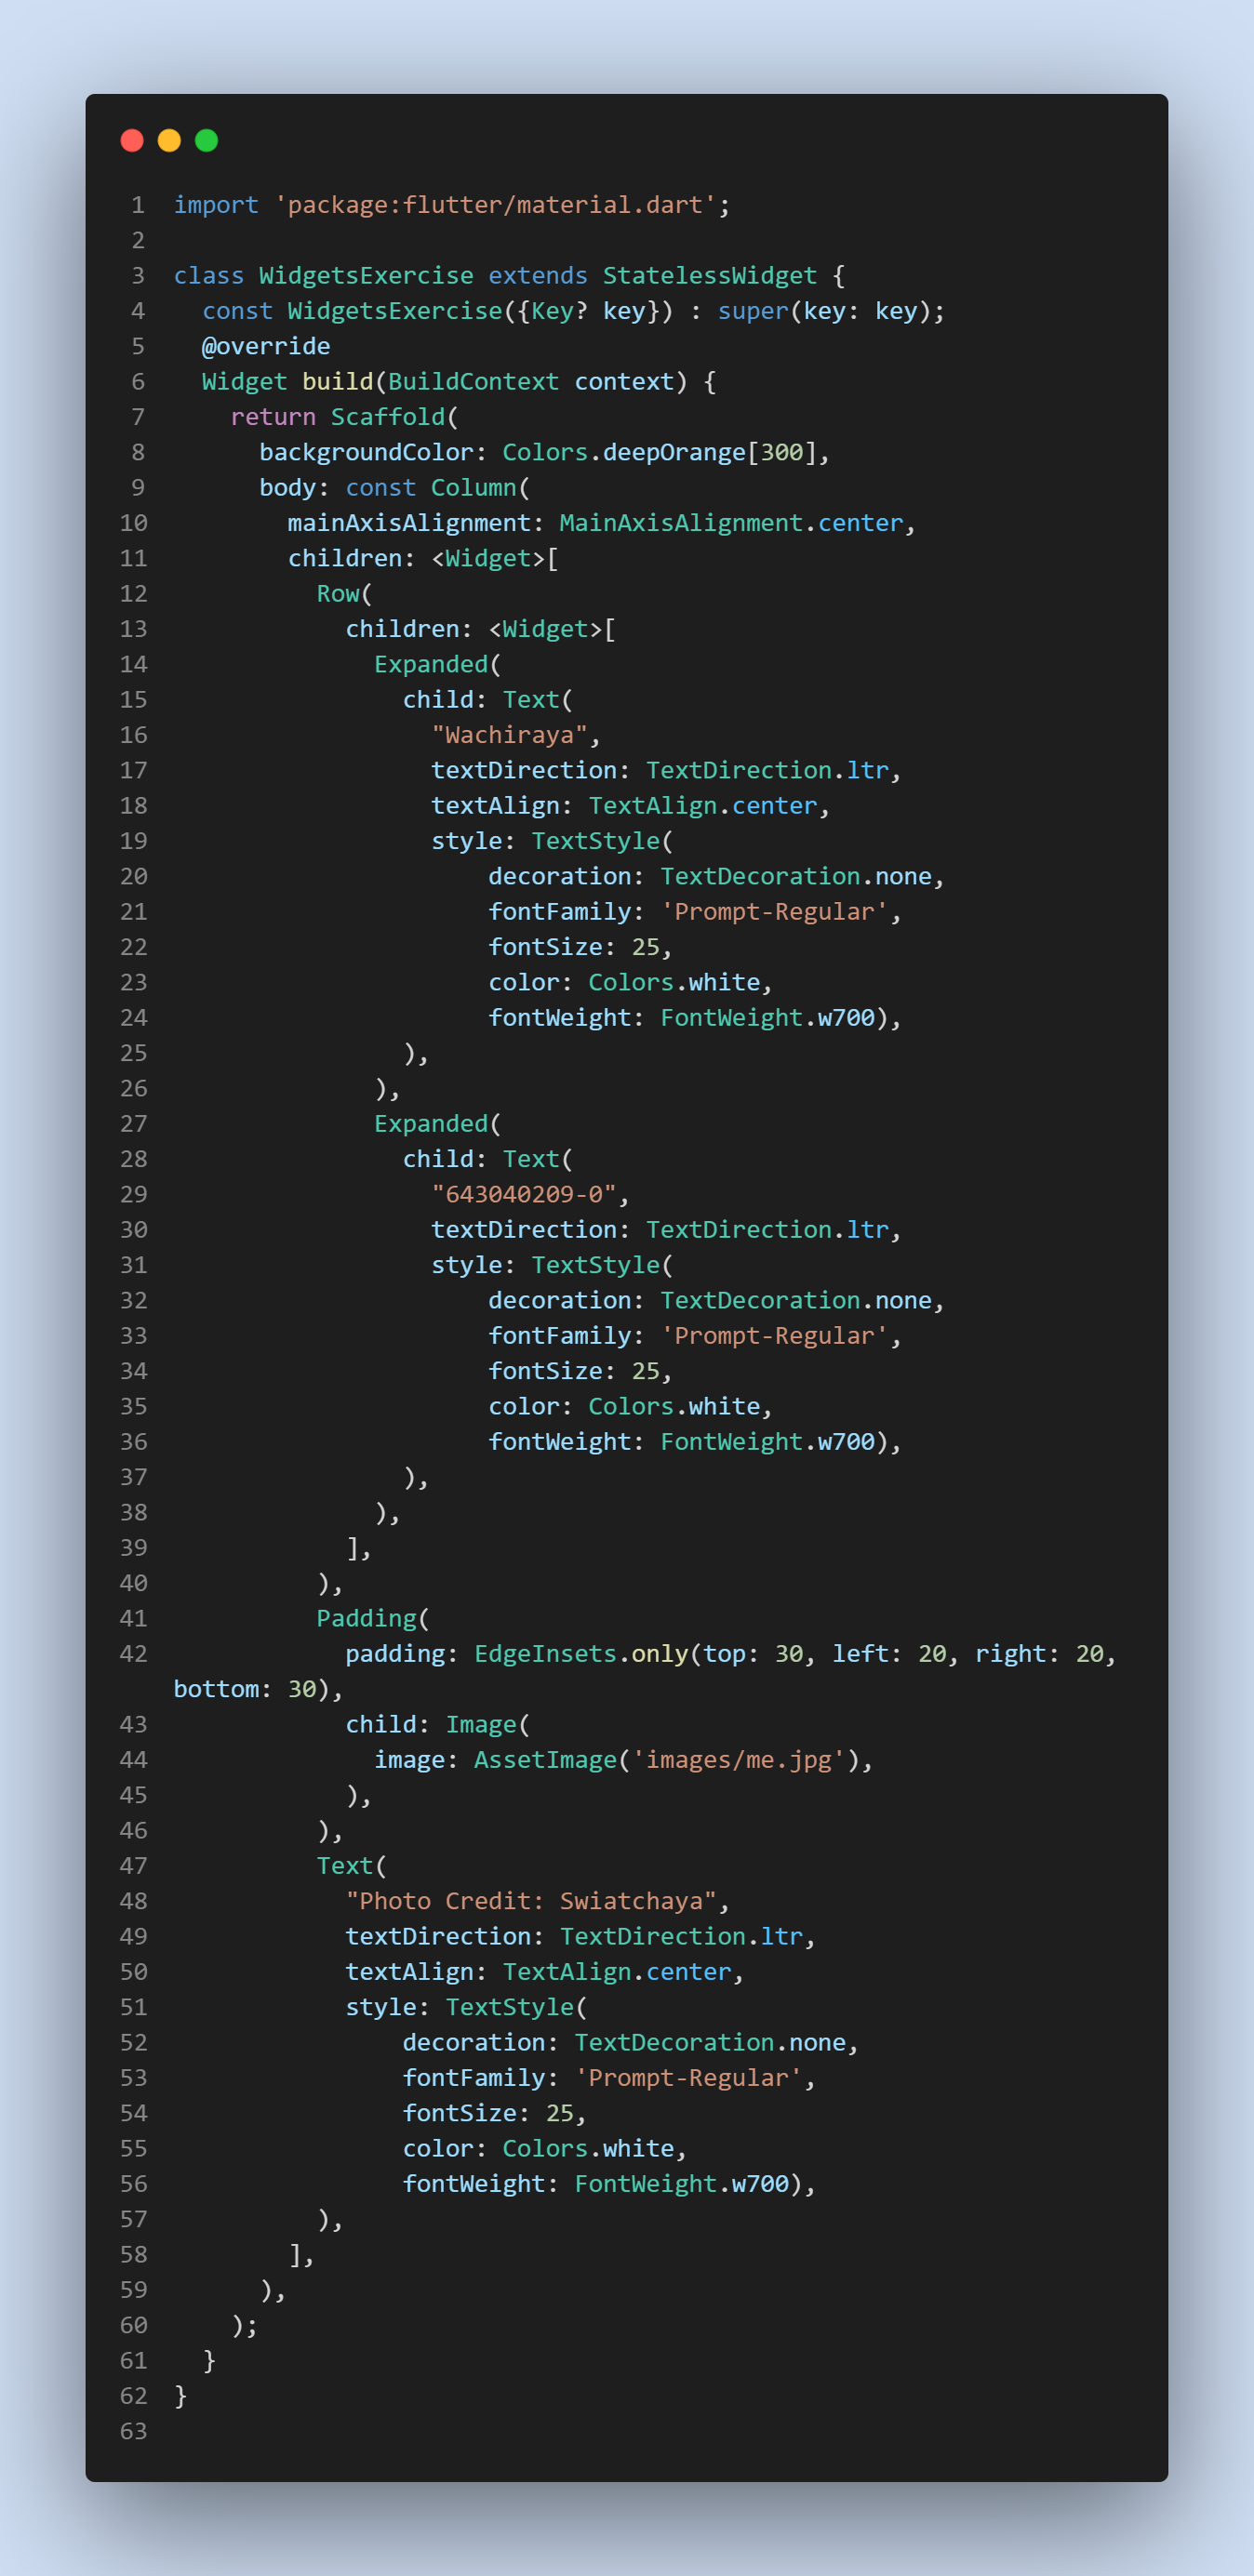 1 import 'package:flutter/material.dart';
2
3 class WidgetsExercise extends StatelessWidget {
4   const WidgetsExercise({Key? key}) : super(key: key);
5   @override
6   Widget build(BuildContext context) {
7     return Scaffold(
8       backgroundColor: Colors.deepOrange[300],
9       body: const Column(
10         mainAxisAlignment: MainAxisAlignment.center,
11         children: <Widget>[
12           Row(
13             children: <Widget>[
14               Expanded(
15                 child: Text(
16                   "Wachiraya",
17                   textDirection: TextDirection.ltr,
18                   textAlign: TextAlign.center,
19                   style: TextStyle(
20                       decoration: TextDecoration.none,
21                       fontFamily: 'Prompt-Regular',
22                       fontSize: 25,
23                       color: Colors.white,
24                       fontWeight: FontWeight.w700),
25                 ),
26               ),
27               Expanded(
28                 child: Text(
29                   "643040209-0",
30                   textDirection: TextDirection.ltr,
31                   style: TextStyle(
32                       decoration: TextDecoration.none,
33                       fontFamily: 'Prompt-Regular',
34                       fontSize: 25,
35                       color: Colors.white,
36                       fontWeight: FontWeight.w700),
37                 ),
38               ),
39             ],
40           ),
41           Padding(
42             padding: EdgeInsets.only(top: 30, left: 20, right: 20,
bottom: 30),
43             child: Image(
44               image: AssetImage('images/me.jpg'),
45             ),
46           ),
47           Text(
48             "Photo Credit: Swiatchaya",
49             textDirection: TextDirection.ltr,
50             textAlign: TextAlign.center,
51             style: TextStyle(
52                 decoration: TextDecoration.none,
53                 fontFamily: 'Prompt-Regular',
54                 fontSize: 25,
55                 color: Colors.white,
56                 fontWeight: FontWeight.w700),
57           ),
58         ],
59       ),
60     );
61   }
62 }
63